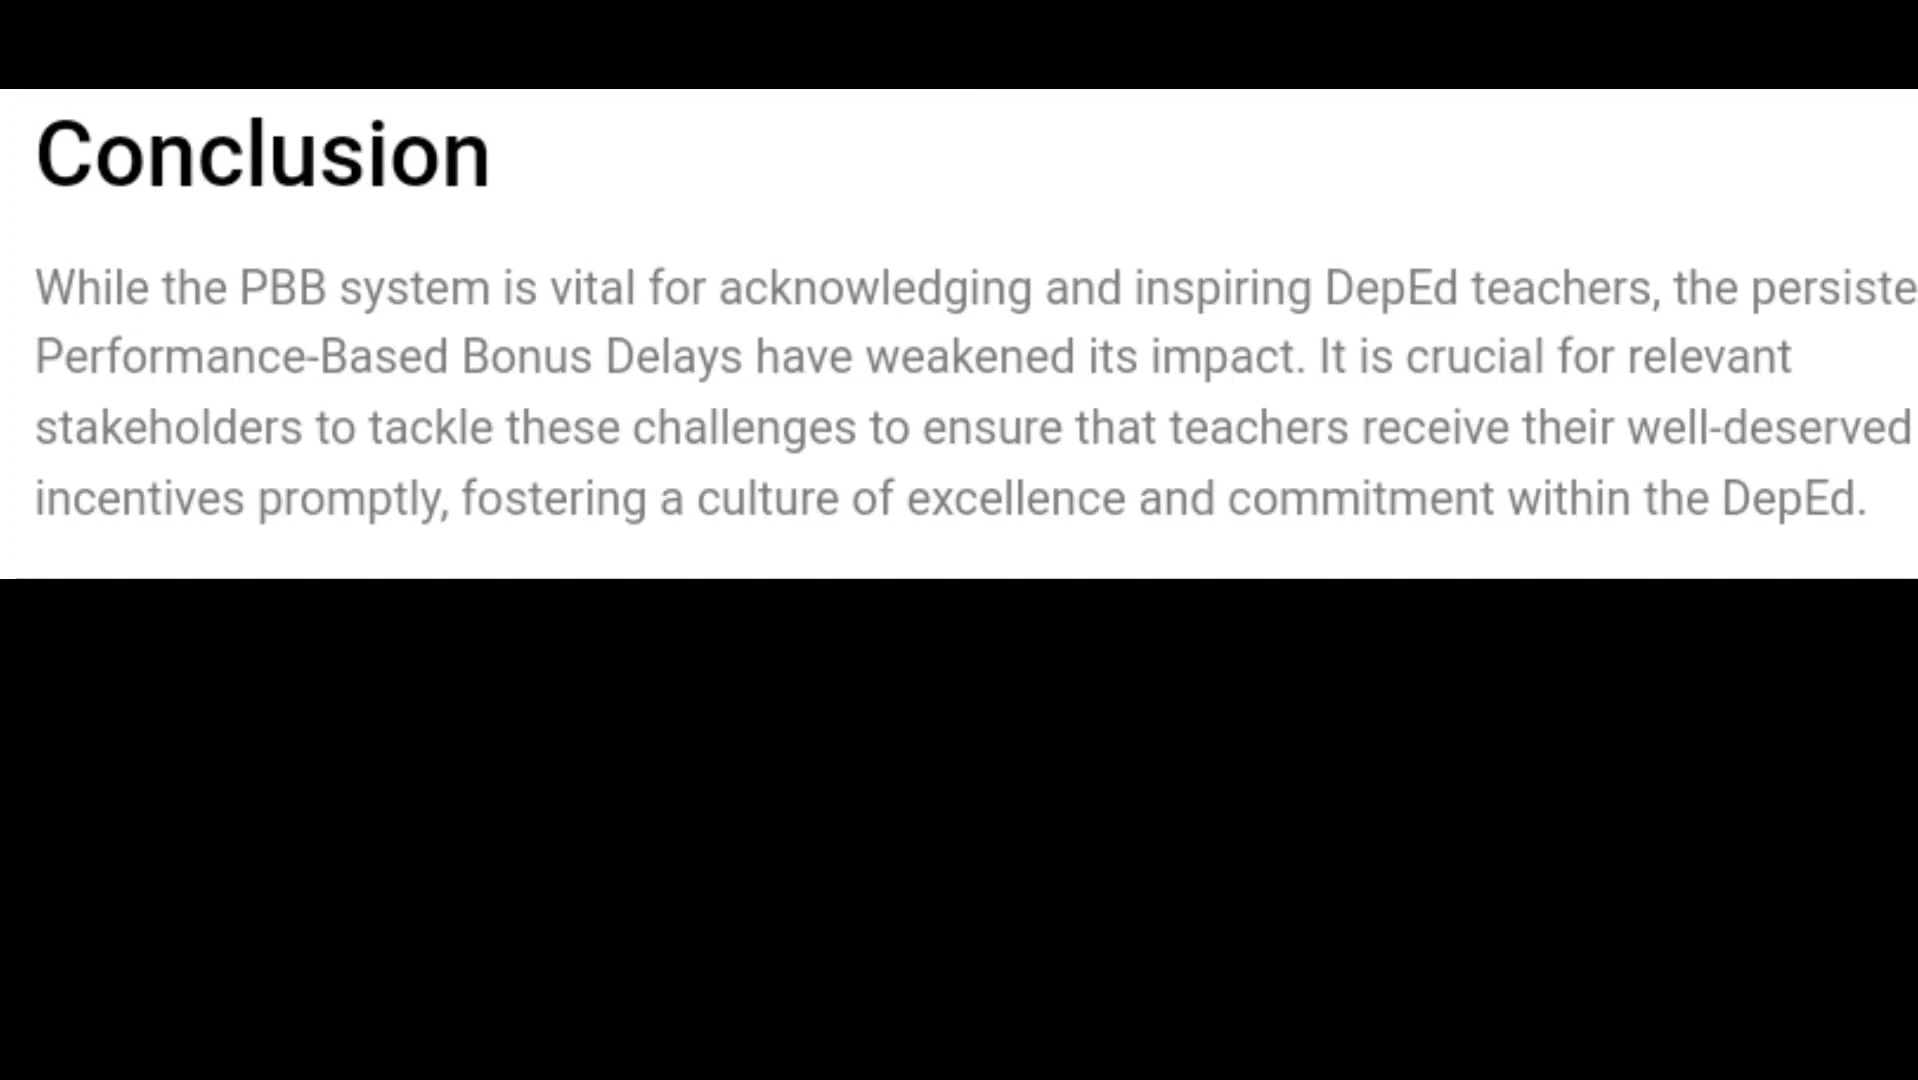 Conclusion
While the PBB system is vital for acknowledging and inspiring DepEd teachers, the persiste
Performance-Based Bonus Delays have weakened its impact. It is crucial for relevant
stakeholders to tackle these challenges to ensure that teachers receive their well-deserved
incentives promptly, fostering a culture of excellence and commitment within the DepEd.